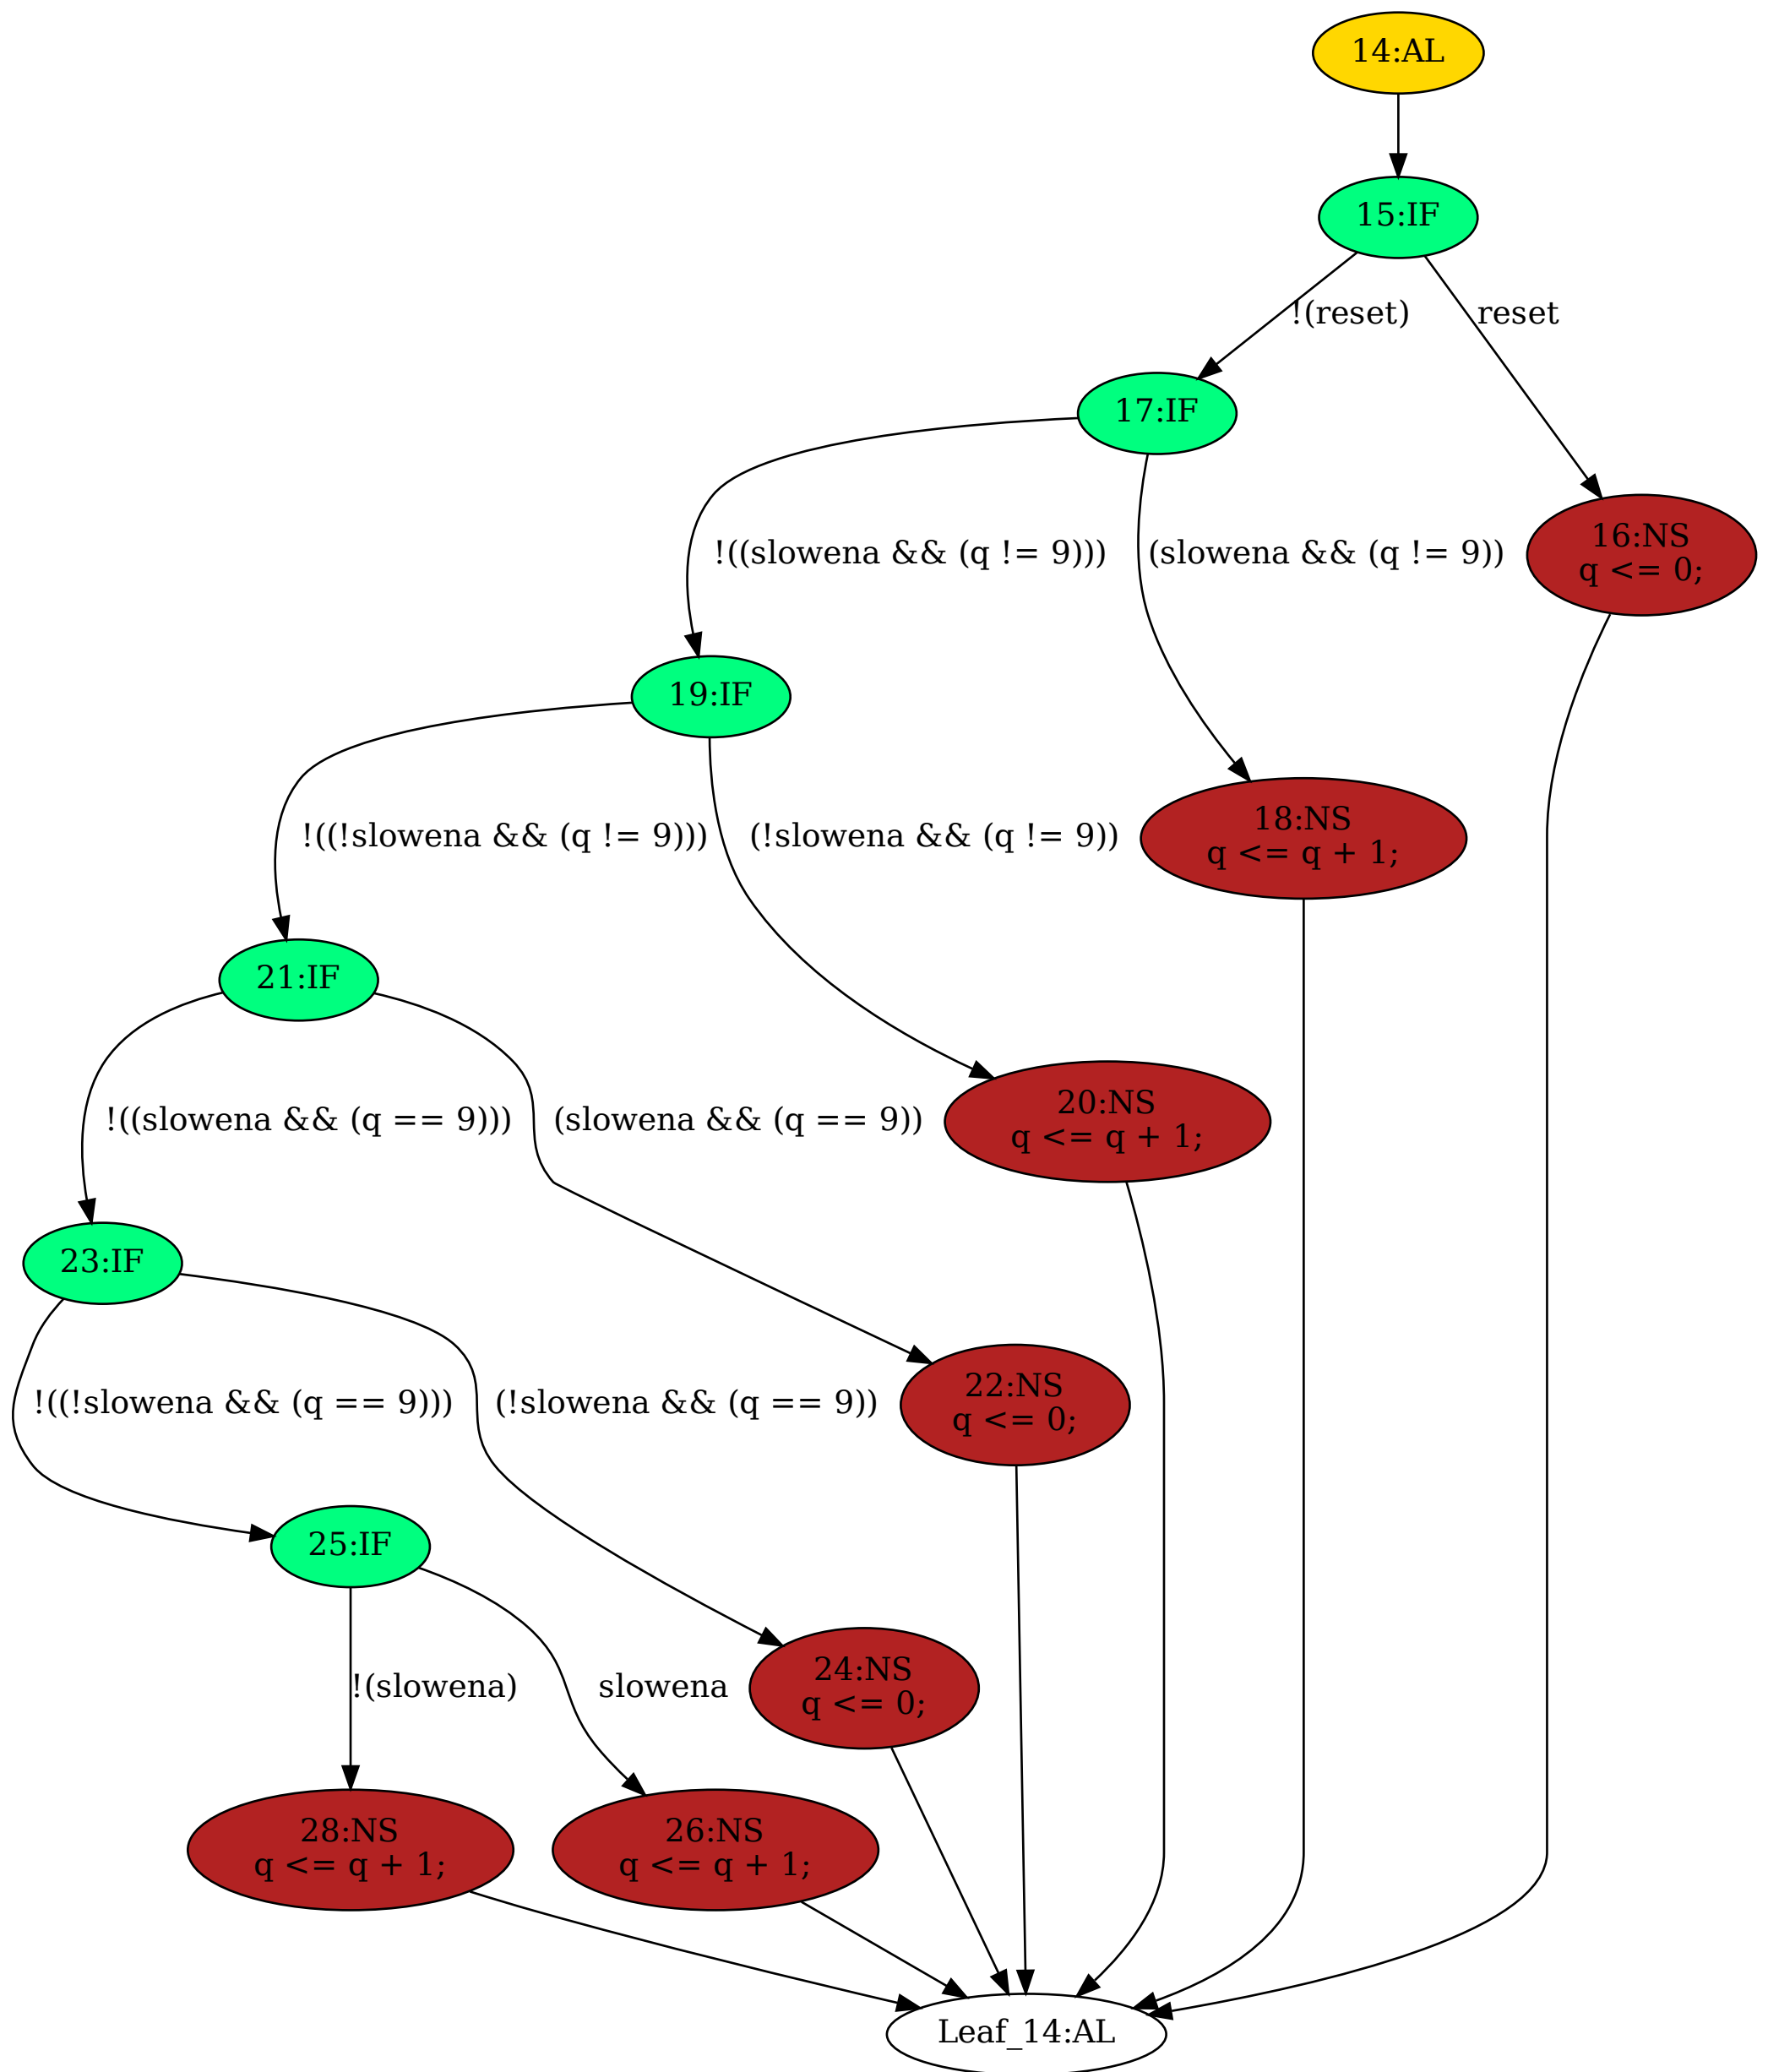 14:AL
15:IF
!(reset)
reset
17:IF
16:NS
q <= 0;
!((slowena && (q != 9)))
(slowena && (q != 9))
19:IF
18:NS
q <= q + 1;
!((!slowena && (q != 9)))
(!slowena && (q != 9))
21:IF
20:NS
q <= q + 1;
!((slowena && (q == 9)))
(slowena && (q == 9))
23:IF
22:NS
q <= 0;
!((!slowena && (q == 9)))
(!slowena && (q == 9))
25:IF
24:NS
q <= 0;
!(slowena)
slowena
28:NS
q <= q + 1;
26:NS
q <= q + 1;
Leaf_14:AL